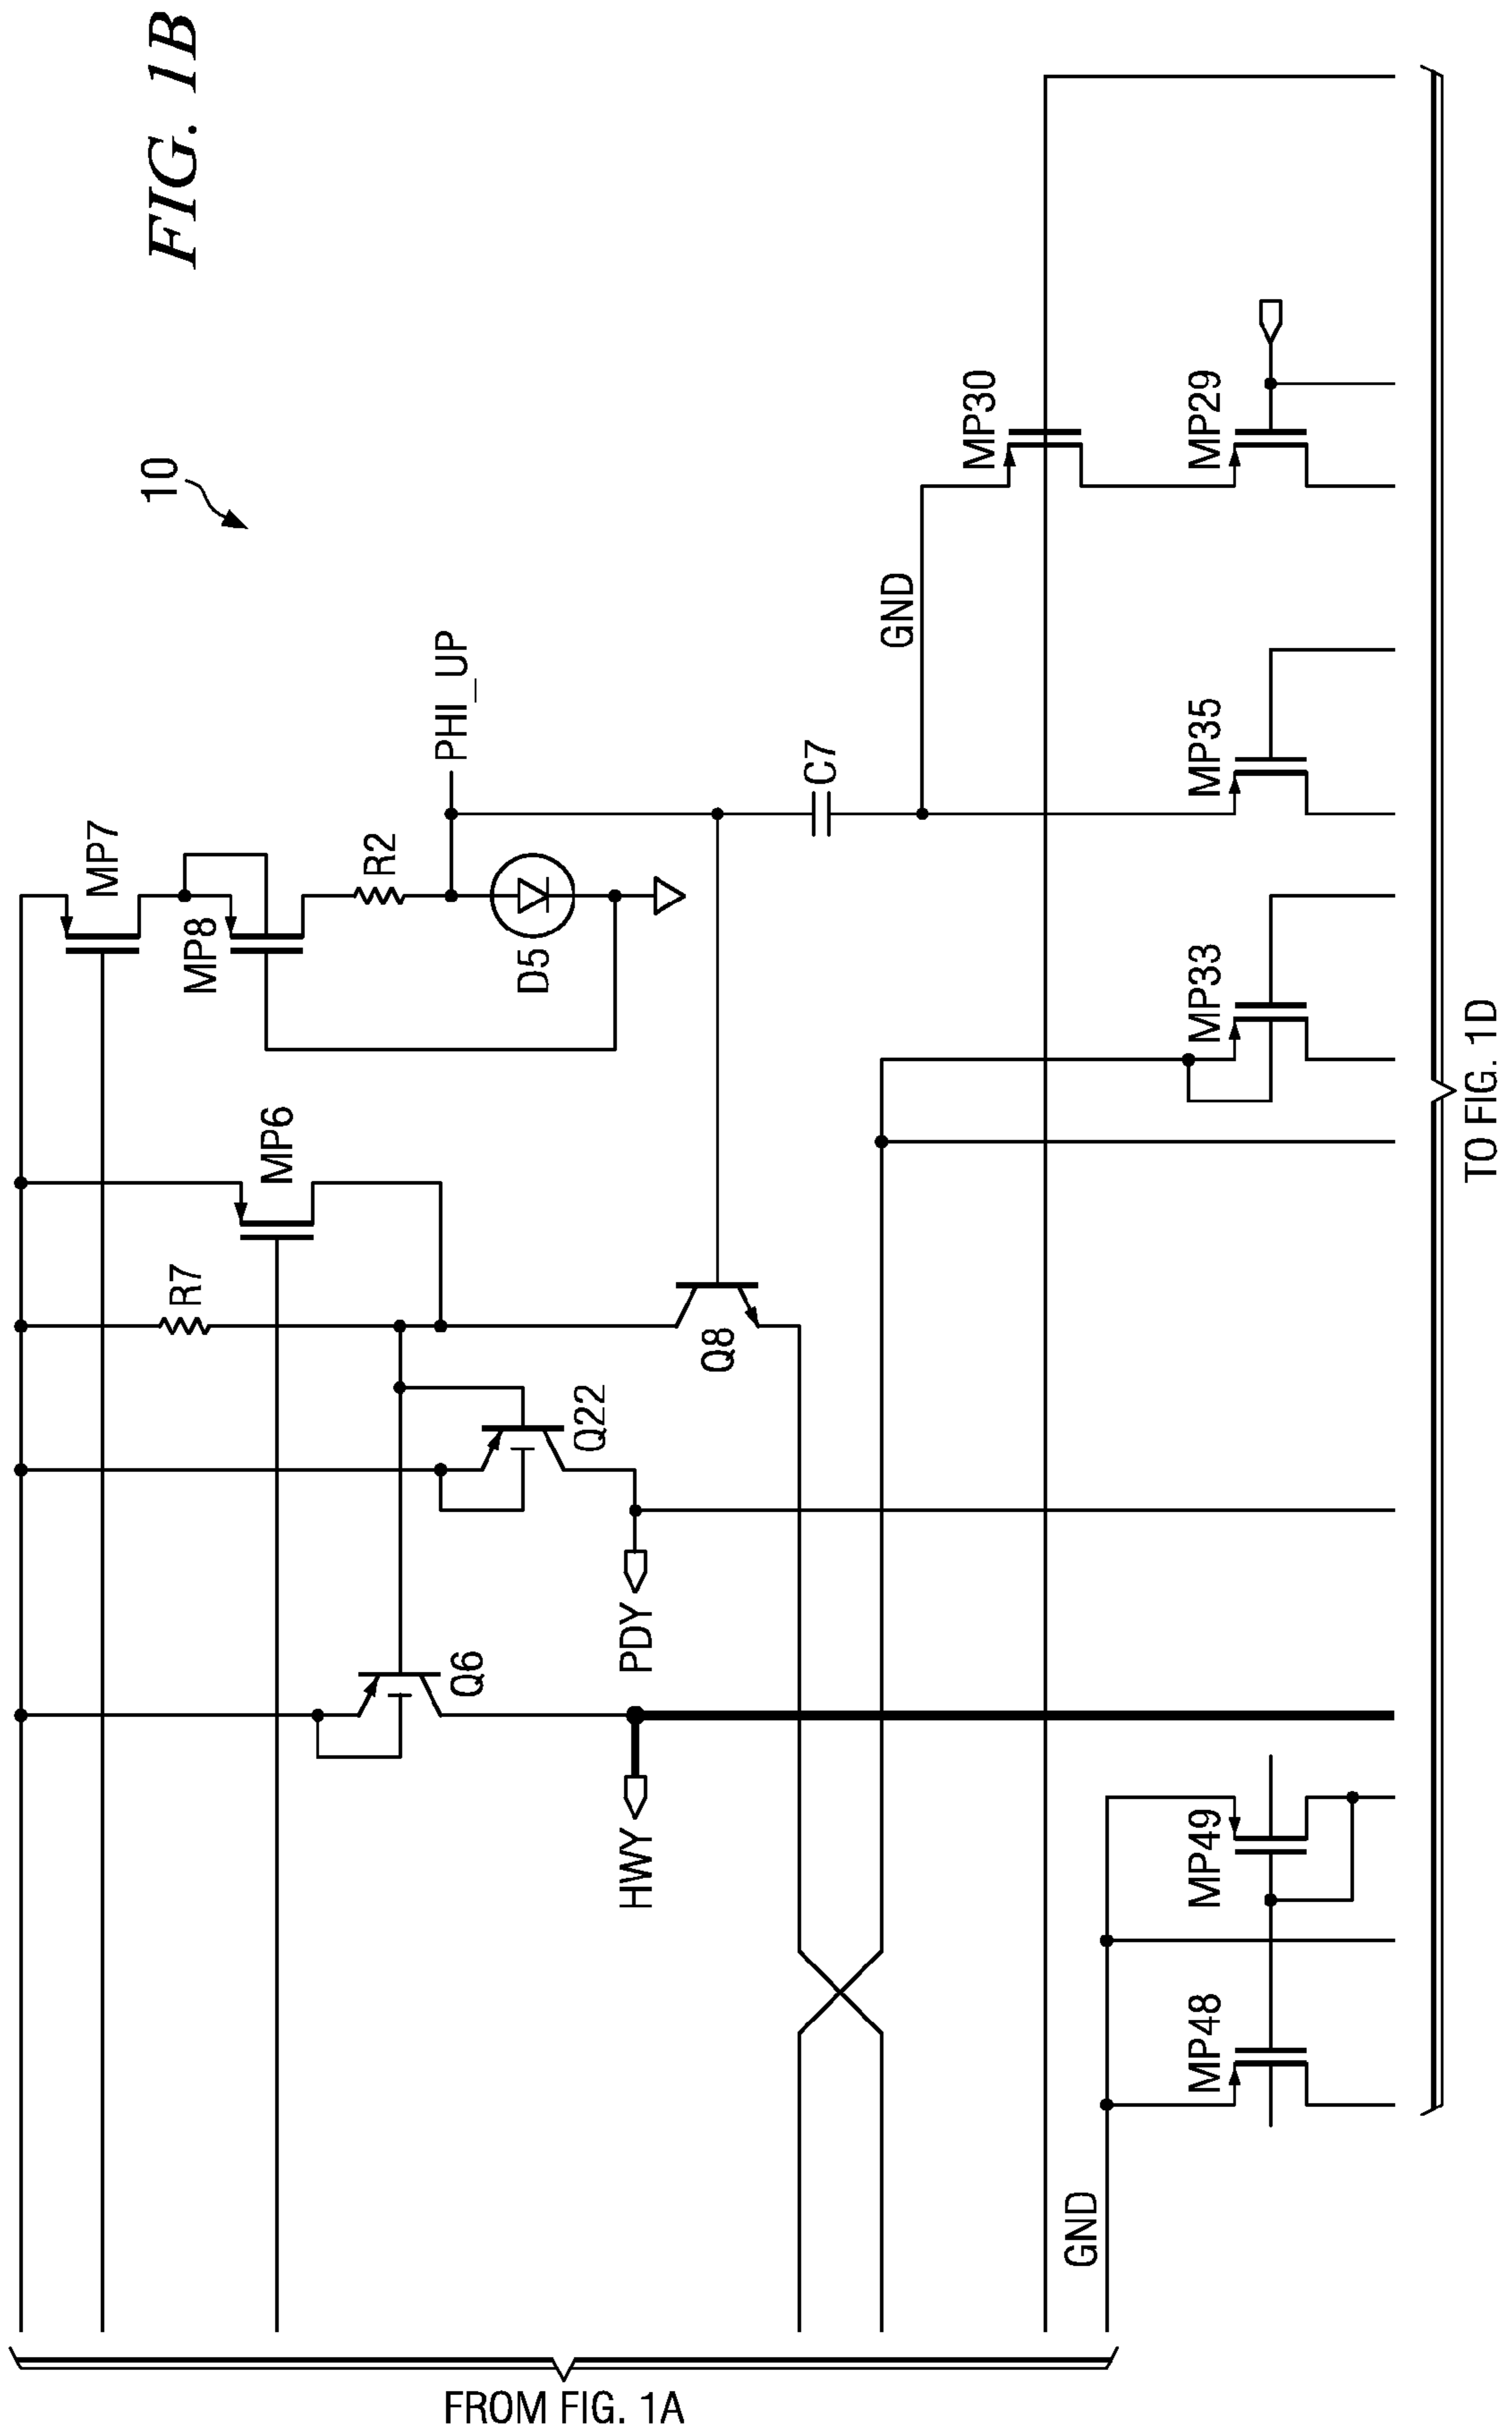 FIG. 1B
10
MP7
MP8
R2
PHI_UP
D5
MP6
R7
Q22
Q6
Q8
PDY
HWY
C7
GND
MP30
MP29
MP35
MP33
MP49
MP48
GND
FROM FIG. 1A
TO FIG. 1D